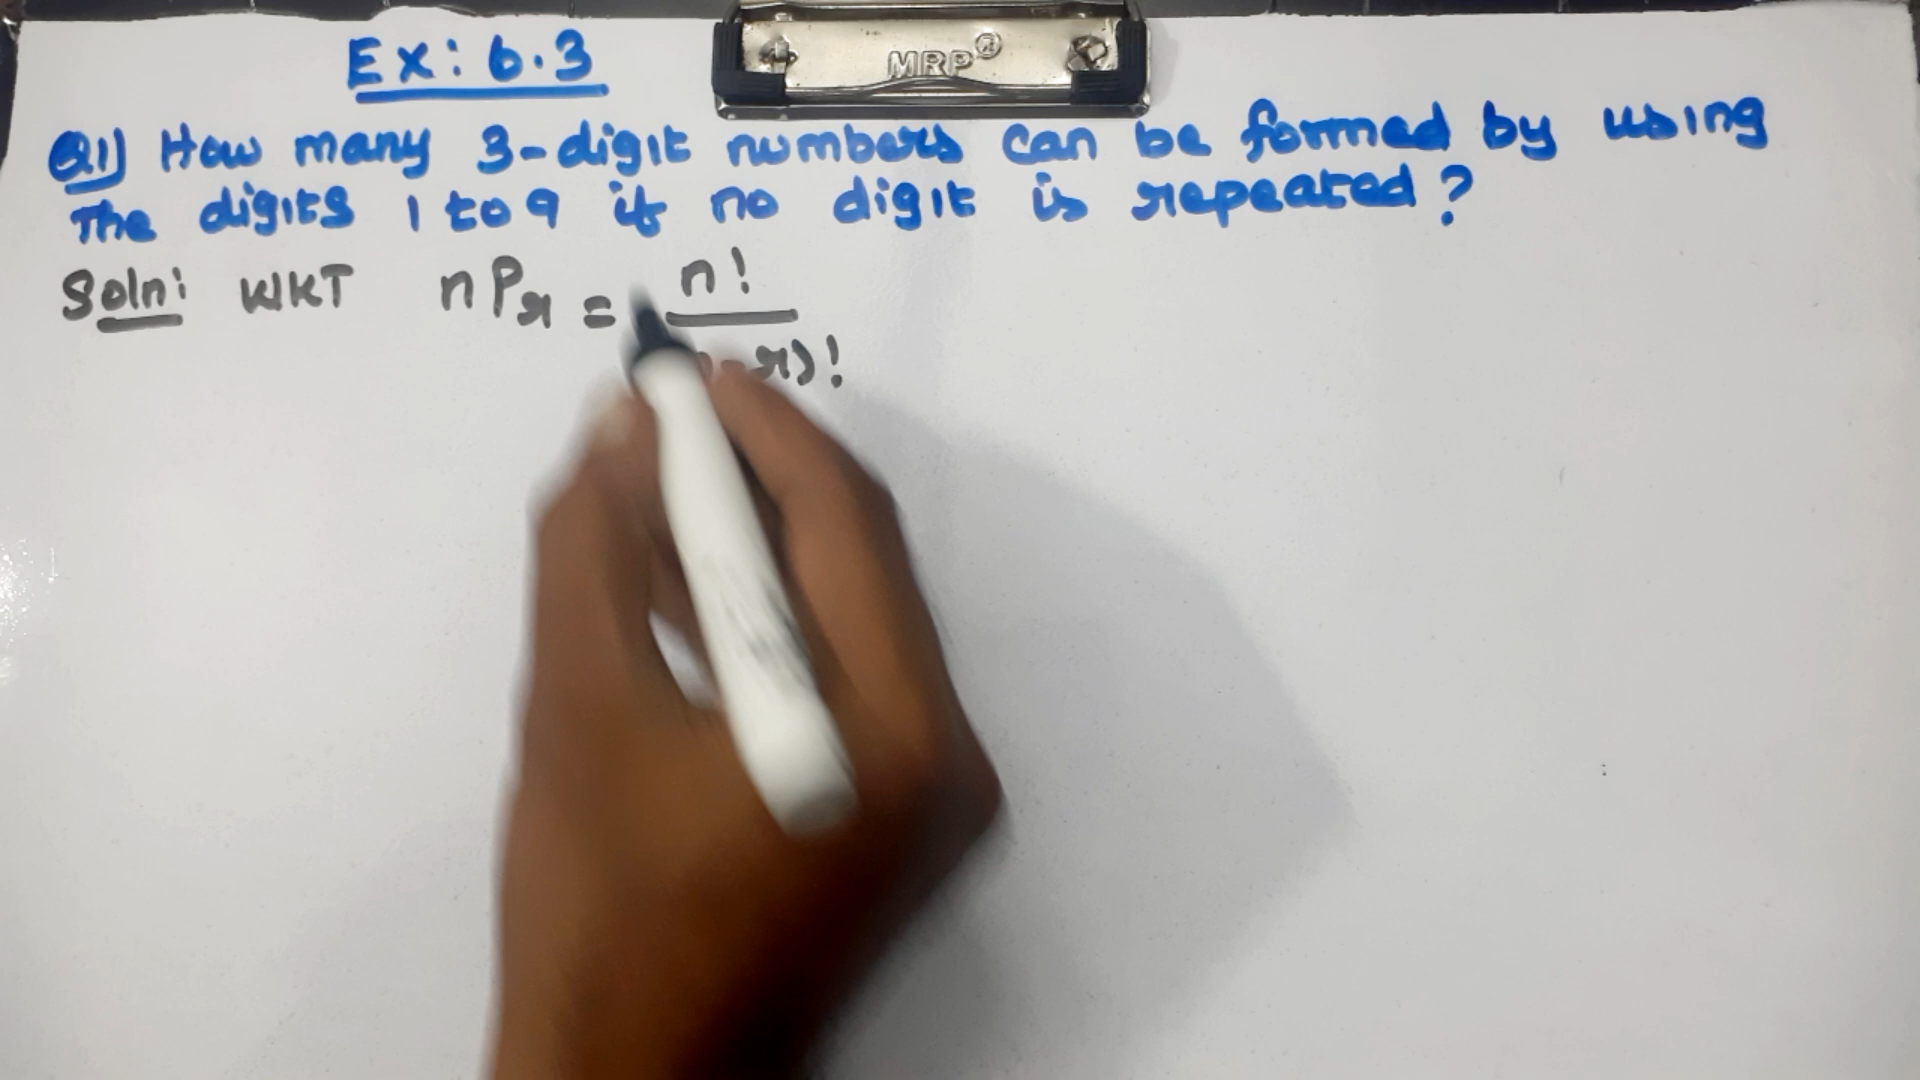 MRP®
Ex: 6.3
Q1) How many 3-digit numbers can be formed by using
the digits 1 to 9 if no digit is repeated?
Soln: WKT nPr = n!
-r)!